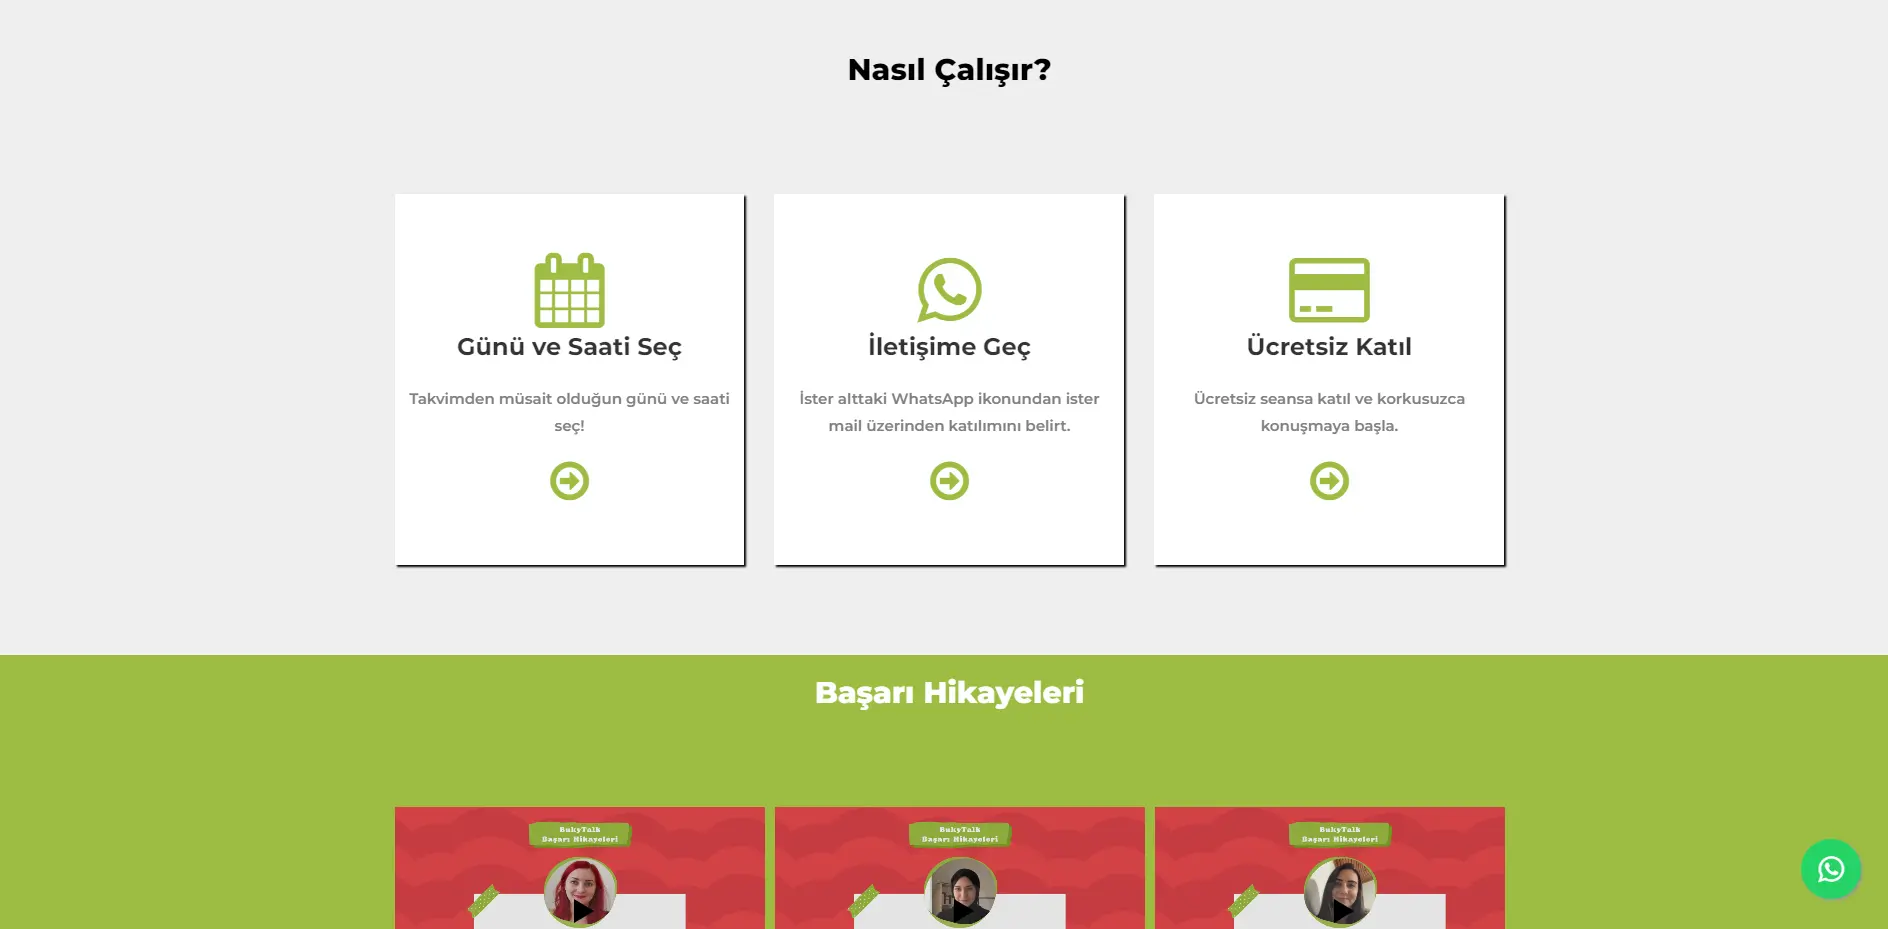 Nasıl Çalışır?
Günü ve Saati Seç
Takvimden müsait olduğun günü ve saati
seç!
İletişime Geç
İster alttaki WhatsApp ikonundan ister
mail üzerinden katılımını belirt.
Ücretsiz Katıl
Ücretsiz seansa katıl ve korkusuzca
konuşmaya başla.
Başarı Hikayeleri
BukyTalk
Başarı Hikayeleri
BukyTalk
Başarı Hikayeleri
BukyTalk
Başarı Hikayeleri